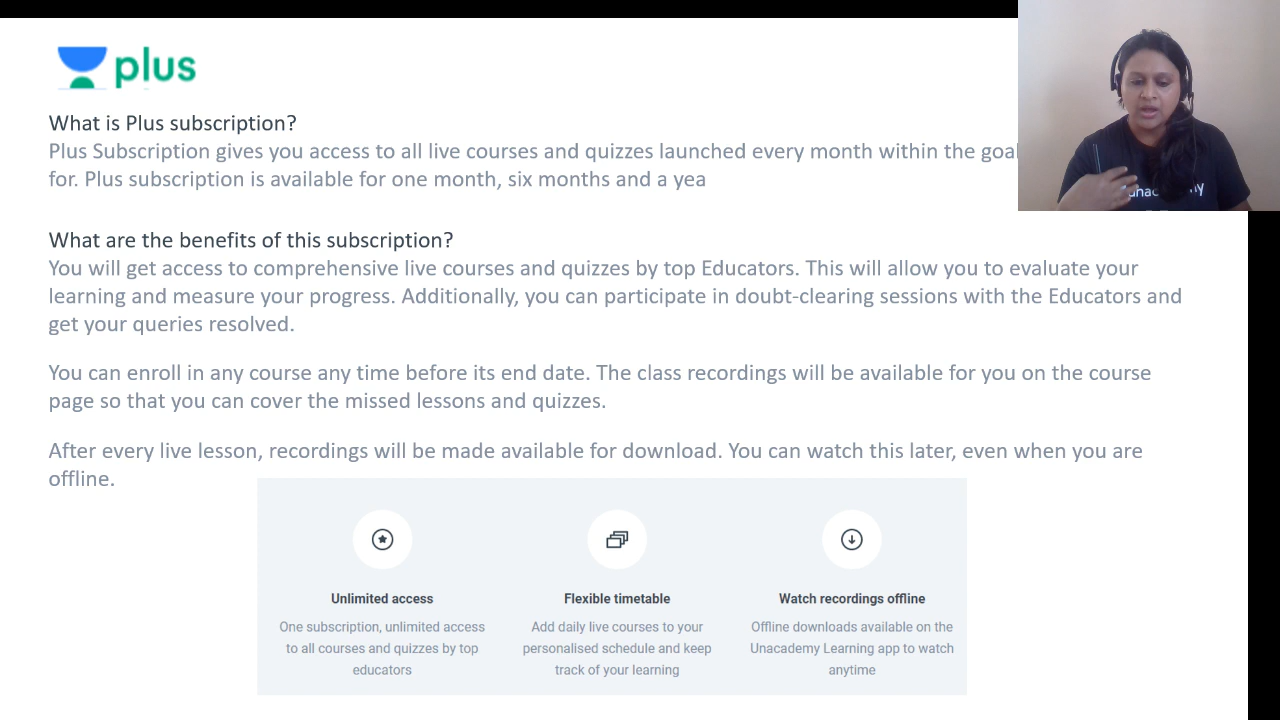 plus
What is Plus subscription?
Plus Subscription gives you access to all live courses and quizzes launched every month within the goal
for. Plus subscription is available for one month, six months and a yea
What are the benefits of this subscription?
You will get access to comprehensive live courses and quizzes by top Educators. This will allow you to evaluate your
learning and measure your progress. Additionally, you can participate in doubt-clearing sessions with the Educators and
get your queries resolved.
You can enroll in any course any time before its end date. The class recordings will be available for you on the course
page so that you can cover the missed lessons and quizzes.
After every live lesson, recordings will be made available for download. You can watch this later, even when you are
offline.
Unlimited access
One subscription, unlimited access
to all courses and quizzes by top
educators
Flexible timetable
Add daily live courses to your
personalised schedule and keep
track of your learning
Watch recordings offline
Offline downloads available on the
Unacademy Learning app to watch
anytime